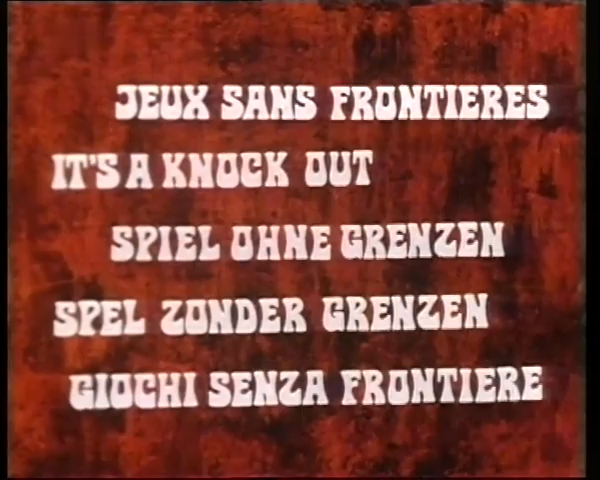 JEUX SANS FRONTIERES
IT'S A KNOCK OUT
SPIEL OHNE GRENZEN
SPEL ZONDER GRENZEN
GIOCHI SENZA FRONTIERE